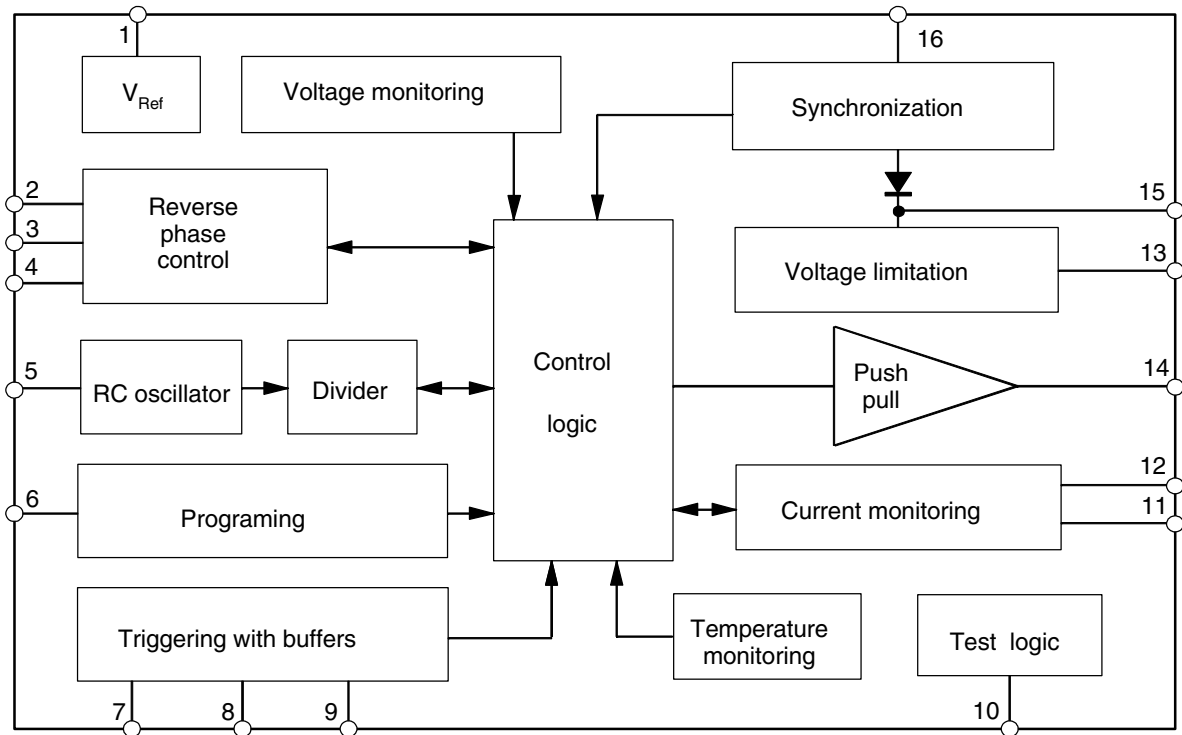 1
16
V_Ref
Voltage monitoring
Synchronization
2
3
4
Reverse
phase
control
15
Voltage limitation
13
5
RC oscillator
Divider
Control
logic
Push
pull
14
6
Programing
Current monitoring
12
11
Triggering with buffers
Temperature
monitoring
Test logic
7
8
9
10